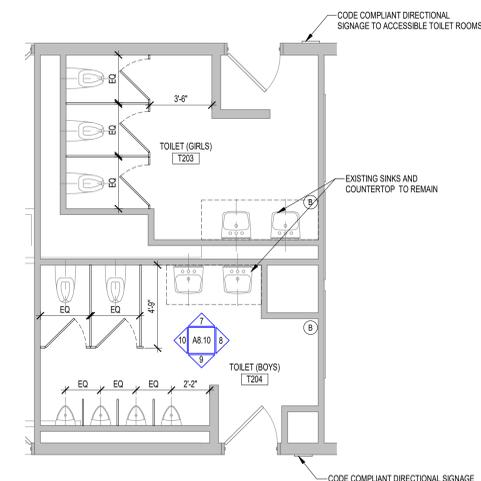 CODE COMPLIANT DIRECTIONAL
SIGNAGE TO ACCESSIBLE TOILET ROOMS
EQ
3'-6"
EQ
TOILET (GIRLS)
T203
EQ
EXISTING SINKS AND
COUNTERTOP TO REMAIN
B
EQ
EQ
4'-9"
7
10
A8.10
8
9
B
TOILET (BOYS)
T204
EQ
EQ
EQ
2'-2"
CODE COMPLIANT DIRECTIONAL SIGNAGE